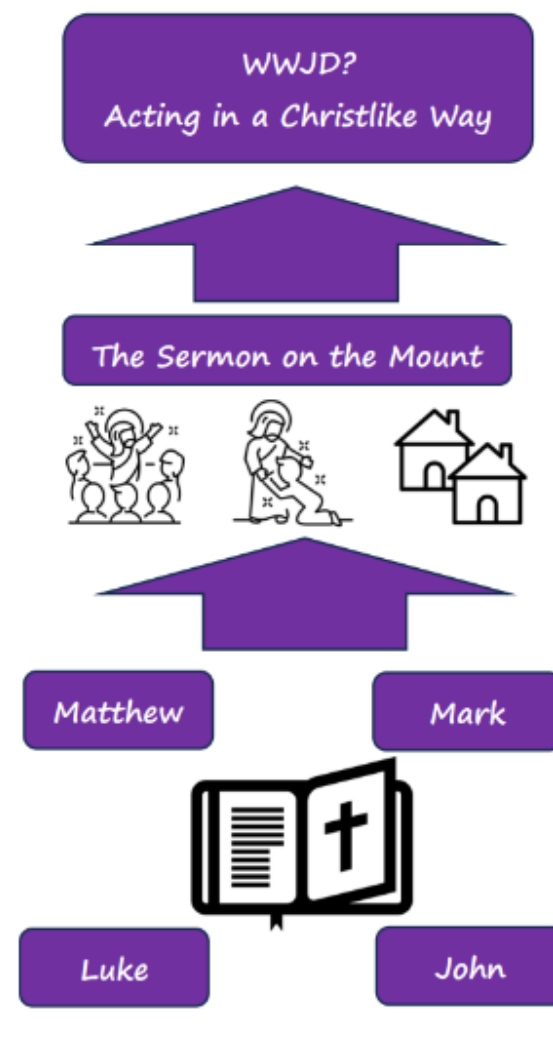 WWJD?
Acting in a Christlike Way
The Sermon on the Mount
Matthew
Mark
Luke
John